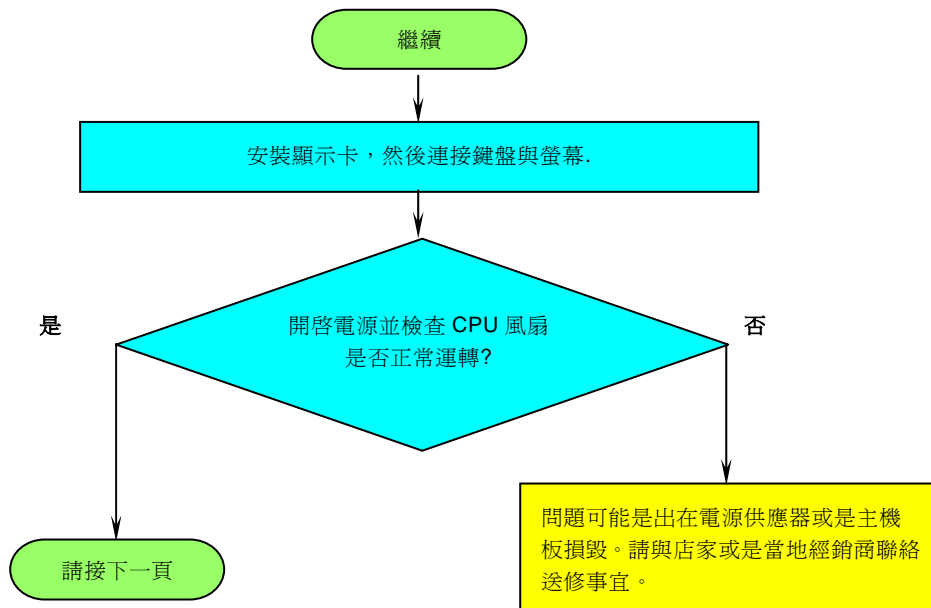 繼續
安裝顯示卡，然後連接鍵盤與螢幕.
是
開啟電源並檢查 CPU 風扇
是否正常運轉?
否
問題可能是出在電源供應器或是主機
板損毀。請與店家或是當地經銷商聯絡
送修事宜。
請接下一頁